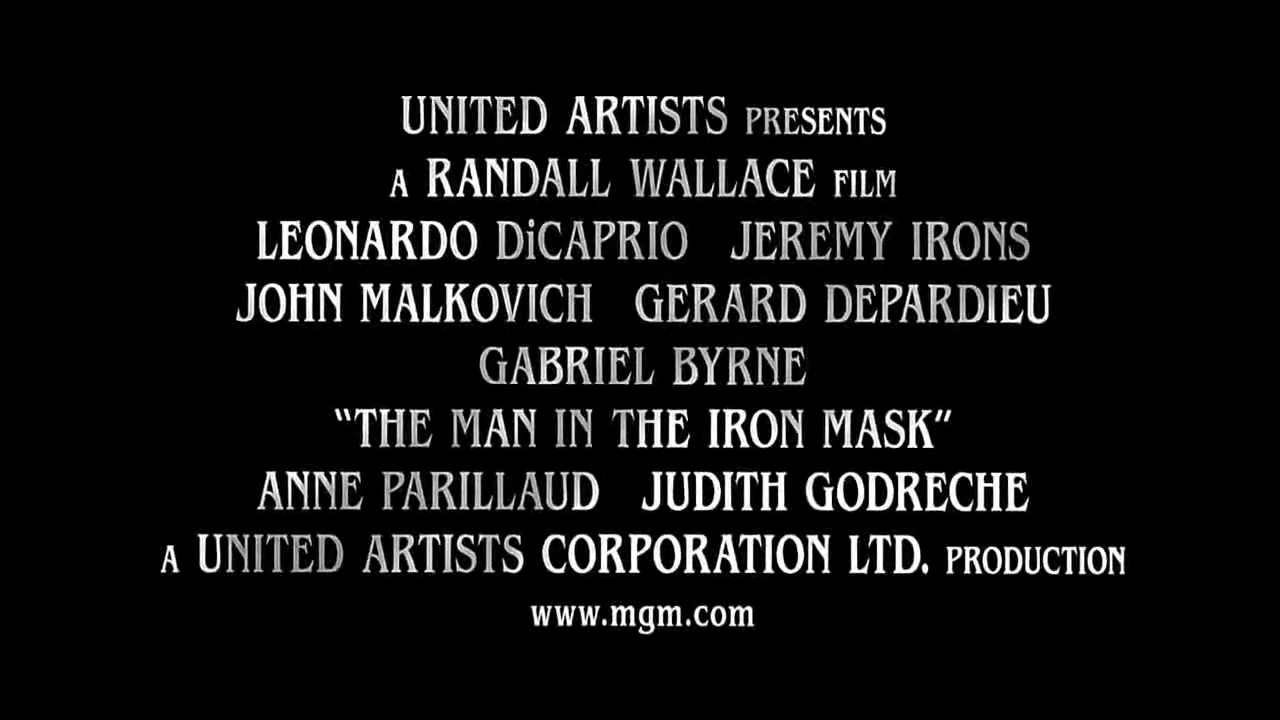 UNITED ARTISTS PRESENTS
A RANDALL WALLACE FILM
LEONARDO DiCAPRIO JEREMY IRONS
JOHN MALKOVICH GERARD DEPARDIEU
GABRIEL BYRNE
“THE MAN IN THE IRON MASK”
ANNE PARILLAUD JUDITH GODRECHE
A UNITED ARTISTS CORPORATION LTD. PRODUCTION
www.mgm.com